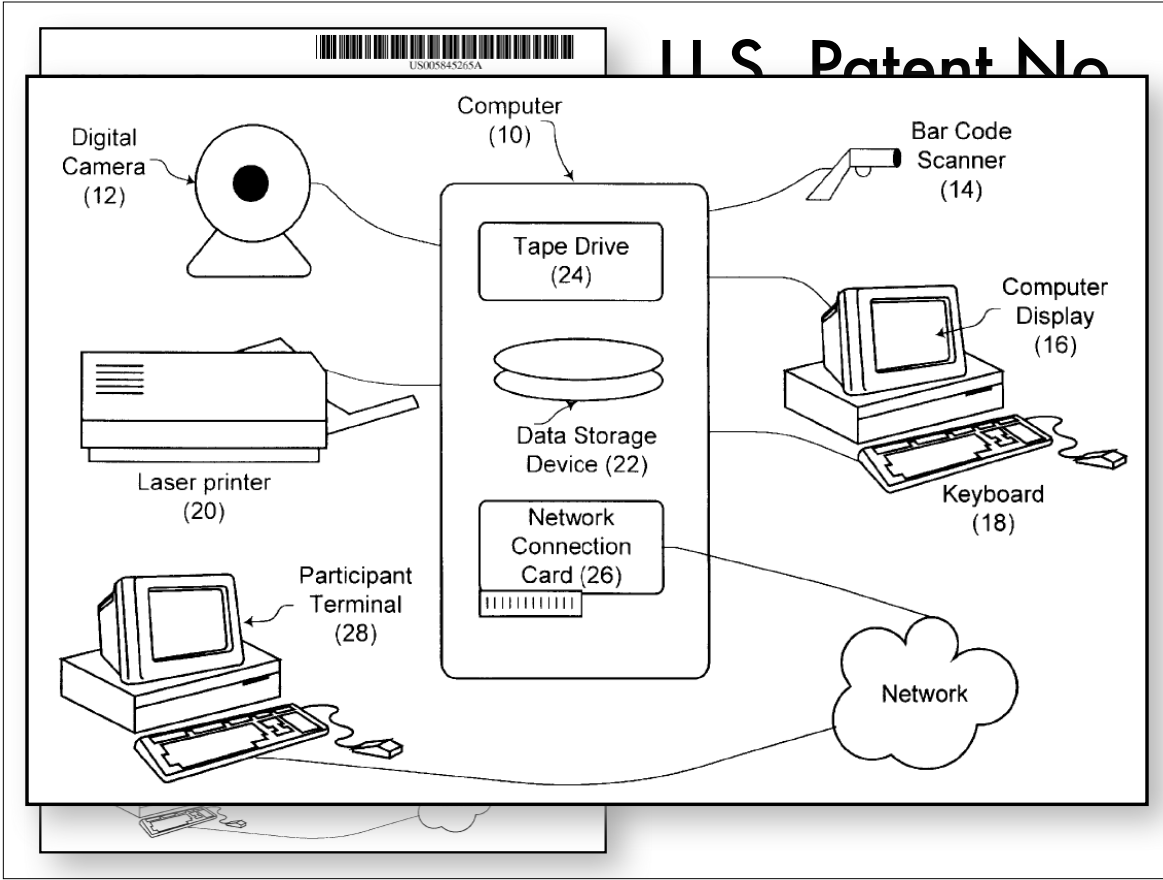 US005845265A
U.S. Patent No.
Computer
(10)
Digital
Camera
(12)
Bar Code
Scanner
(14)
Tape Drive
(24)
Computer
Display
(16)
Data Storage
Device (22)
Laser printer
(20)
Keyboard
(18)
Network
Connection
Card (26)
Participant
Terminal
(28)
Network